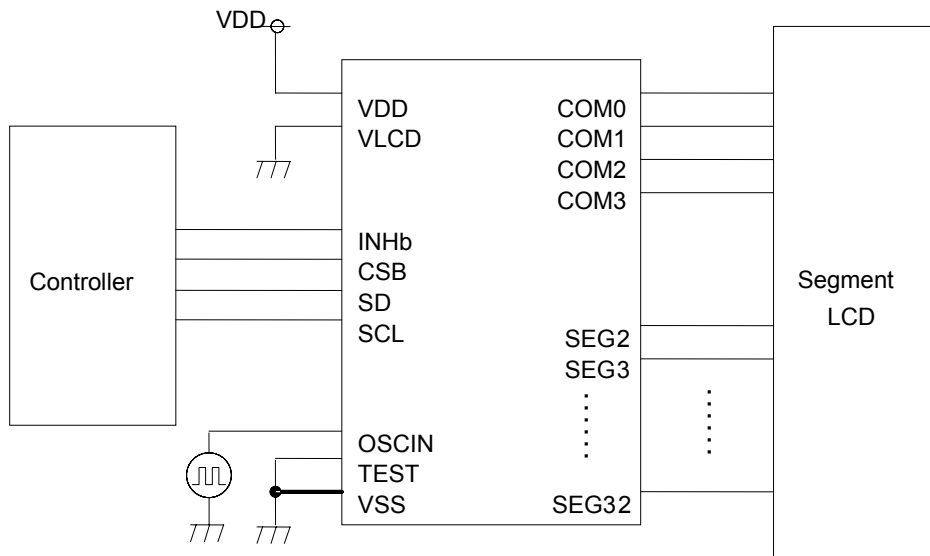 VDD
VDD
VLCD
INHb
CSB
SD
SCL
OSCIN
TEST
VSS
COM0
COM1
COM2
COM3
SEG2
SEG3
SEG32
Controller
Segment
LCD